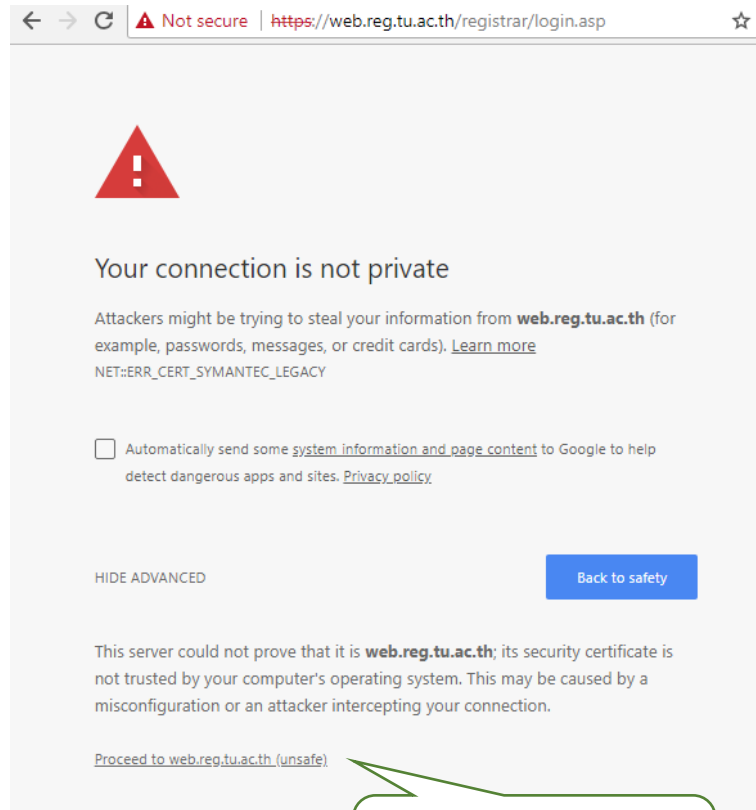 Not secure | https://web.reg.tu.ac.th/registrar/login.asp
Your connection is not private
Attackers might be trying to steal your information from web.reg.tu.ac.th (for
example, passwords, messages, or credit cards). Learn more
NET::ERR_CERT_SYMANTEC_LEGACY
Automatically send some system information and page content to Google to help
detect dangerous apps and sites. Privacy policy
HIDE ADVANCED
Back to safety
This server could not prove that it is web.reg.tu.ac.th; its security certificate is
not trusted by your computer's operating system. This may be caused by a
misconfiguration or an attacker intercepting your connection.
Proceed to web.reg.tu.ac.th (unsafe)